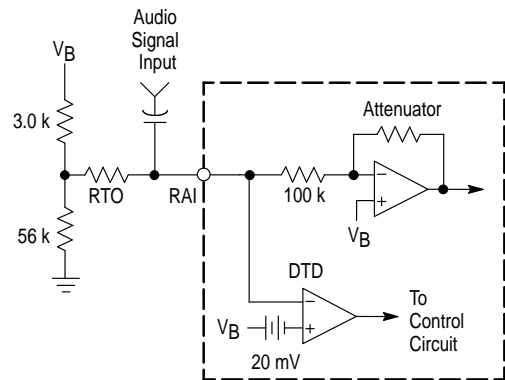 Audio
Signal
Input
VB
3.0 k
Attenuator
RTO
RAI
100 k
−
+
VB
56 k
DTD
−
+
VB
20 mV
To
Control
Circuit